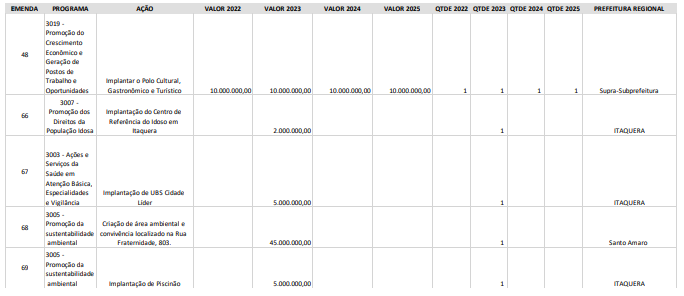 EMENDA PROGRAMA AÇÃO VALOR 2022 VALOR 2023 VALOR 2024 VALOR 2025 QTDE 2022 QTDE 2023 QTDE 2024 QTDE 2025 PREFEITURA REGIONAL
48
3019 -
Promoção do
Crescimento
Econômico e
Geração de
Postos de
Trabalho e
Oportunidades
Implantar o Polo Cultural,
Gastronômico e Turístico
10.000.000,00 10.000.000,00 10.000.000,00 10.000.000,00 1 1 1 1 Supra-Subprefeitura
66
3007 -
Promoção dos
Direitos da
População Idosa
Implantação do Centro de
Referência do Idoso em
Itaquera
2.000.000,00 1 ITAQUERA
67
3003 - Ações e
Serviços da
Saúde em
Atenção Básica,
Especialidades
e Vigilância
Implantação de UBS Cidade
Lider
5.000.000,00 1 ITAQUERA
68
3005 -
Promoção da
sustentabilidade
ambiental
Criação de área ambiental e
convivência localizado na Rua
Fraternidade, 803.
45.000.000,00 1 Santo Amaro
69
3005 -
Promoção da
sustentabilidade
ambiental
Implantação de Piscinão
5.000.000,00 1 ITAQUERA